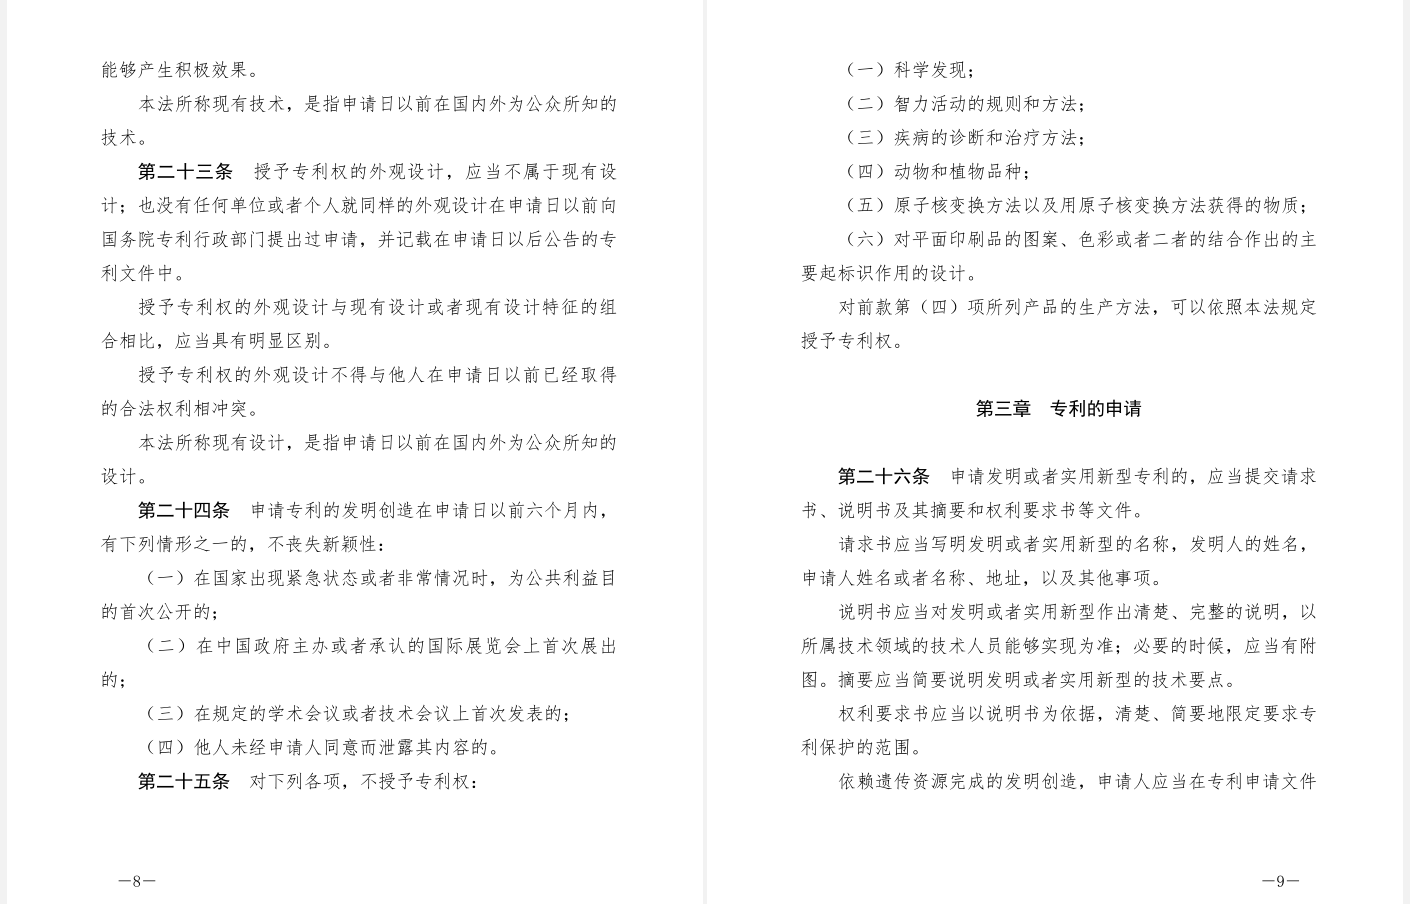 能够产生积极效果。
本法所称现有技术，是指申请日以前在国内外为公众所知的
技术。
第二十三条　授予专利权的外观设计，应当不属于现有设
计；也没有任何单位或者个人就同样的外观设计在申请日以前向
国务院专利行政部门提出过申请，并记载在申请日以后公告的专
利文件中。
授予专利权的外观设计与现有设计或者现有设计特征的组
合相比，应当具有明显区别。
授予专利权的外观设计不得与他人在申请日以前已经取得
的合法权利相冲突。
本法所称现有设计，是指申请日以前在国内外为公众所知的
设计。
第二十四条　申请专利的发明创造在申请日以前六个月内，
有下列情形之一的，不丧失新颖性：
（一）在国家出现紧急状态或者非常情况时，为公共利益目
的首次公开的；
（二）在中国政府主办或者承认的国际展览会上首次展出
的；
（三）在规定的学术会议或者技术会议上首次发表的；
（四）他人未经申请人同意而泄露其内容的。
第二十五条　对下列各项，不授予专利权：
—8—
（一）科学发现；
（二）智力活动的规则和方法；
（三）疾病的诊断和治疗方法；
（四）动物和植物品种；
（五）原子核变换方法以及用原子核变换方法获得的物质；
（六）对平面印刷品的图案、色彩或者二者的结合作出的主
要起标识作用的设计。
对前款第（四）项所列产品的生产方法，可以依照本法规定
授予专利权。
第三章　专利的申请
第二十六条　申请发明或者实用新型专利的，应当提交请求
书、说明书及其摘要和权利要求书等文件。
请求书应当写明发明或者实用新型的名称，发明人的姓名，
申请人姓名或者名称、地址，以及其他事项。
说明书应当对发明或者实用新型作出清楚、完整的说明，以
所属技术领域的技术人员能够实现为准；必要的时候，应当有附
图。摘要应当简要说明发明或者实用新型的技术要点。
权利要求书应当以说明书为依据，清楚、简要地限定要求专
利保护的范围。
依赖遗传资源完成的发明创造，申请人应当在专利申请文件
—9—